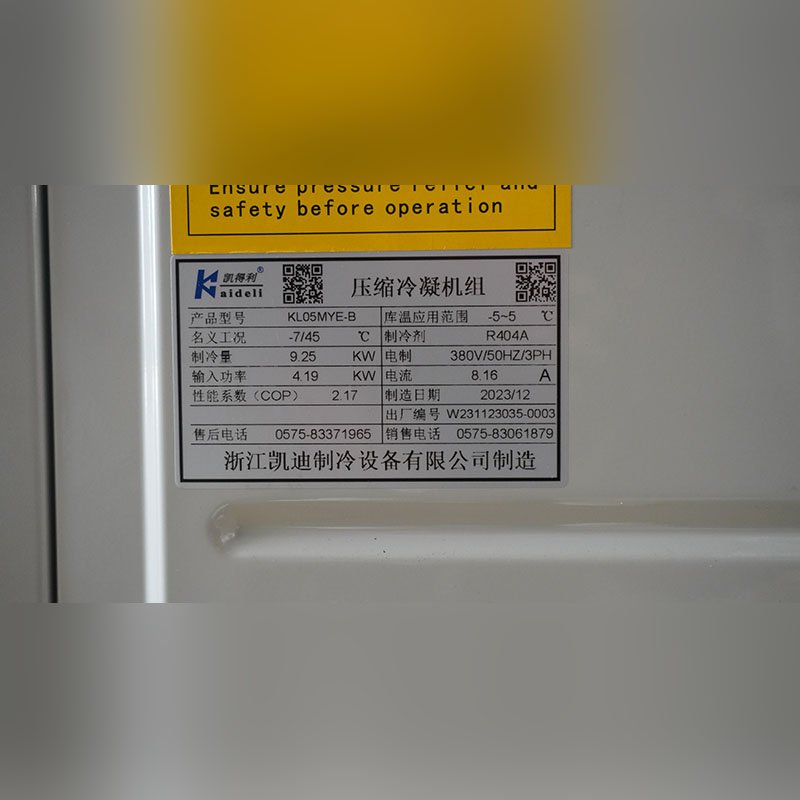 Ensure pressure relief and
safety before operation
凯得利®
Kaideli
压缩冷凝机组
产品型号 KL05MYE-B 库温应用范围 -5~5 ℃
名义工况 -7/45 ℃ 制冷剂 R404A
制冷量 9.25 KW 电制 380V/50HZ/3PH
输入功率 4.19 KW 电流 8.16 A
性能系数(COP) 2.17 制造日期 2023/12
出厂编号 W231123035-0003
售后电话 0575-83371965 销售电话 0575-83061879
浙江凯迪制冷设备有限公司制造